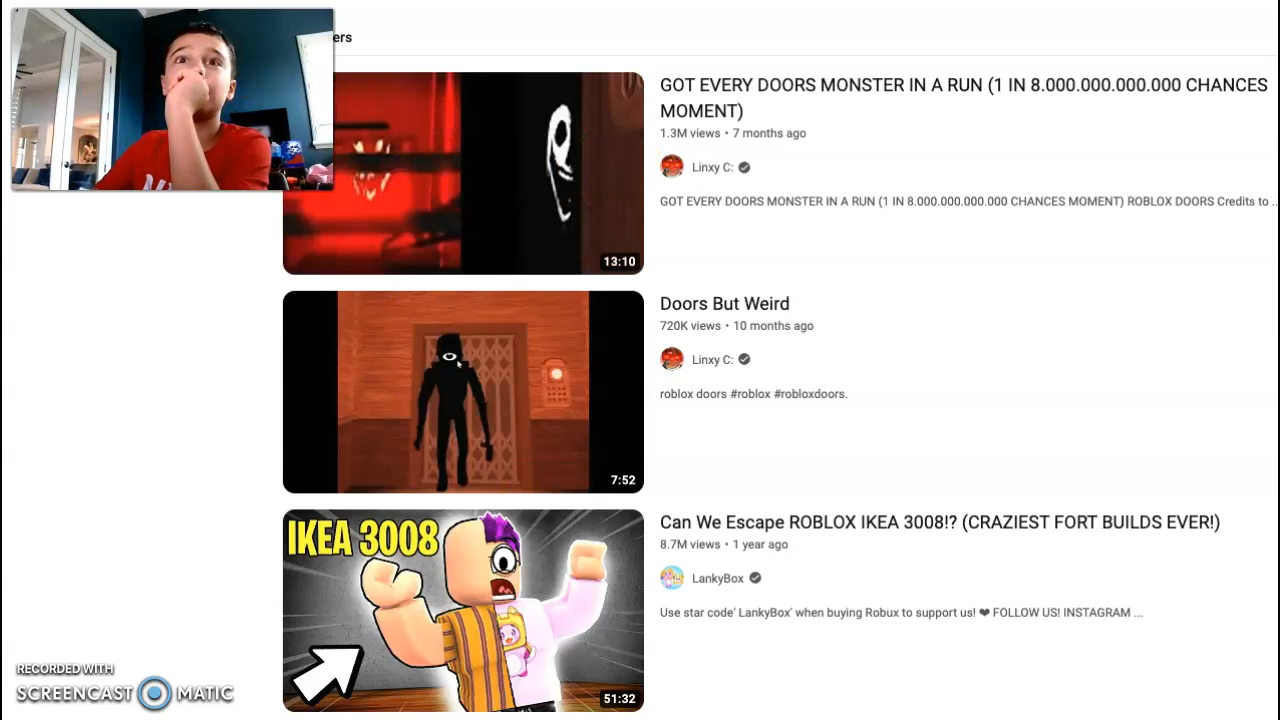 ers
GOT EVERY DOORS MONSTER IN A RUN (1 IN 8.000.000.000.000 CHANCES
MOMENT)
1.3M views • 7 months ago
Linxy C:
GOT EVERY DOORS MONSTER IN A RUN (1 IN 8.000.000.000.000 CHANCES MOMENT) ROBLOX DOORS Credits to ...
13:10
Doors But Weird
720K views • 10 months ago
Linxy C:
roblox doors #roblox #robloxdoors.
7:52
IKEA 3008
Can We Escape ROBLOX IKEA 3008!? (CRAZIEST FORT BUILDS EVER!)
8.7M views • 1 year ago
LankyBox
Use star code' LankyBox' when buying Robux to support us! ❤ FOLLOW US! INSTAGRAM ...
51:32
RECORDED WITH
SCREENCAST MATIC